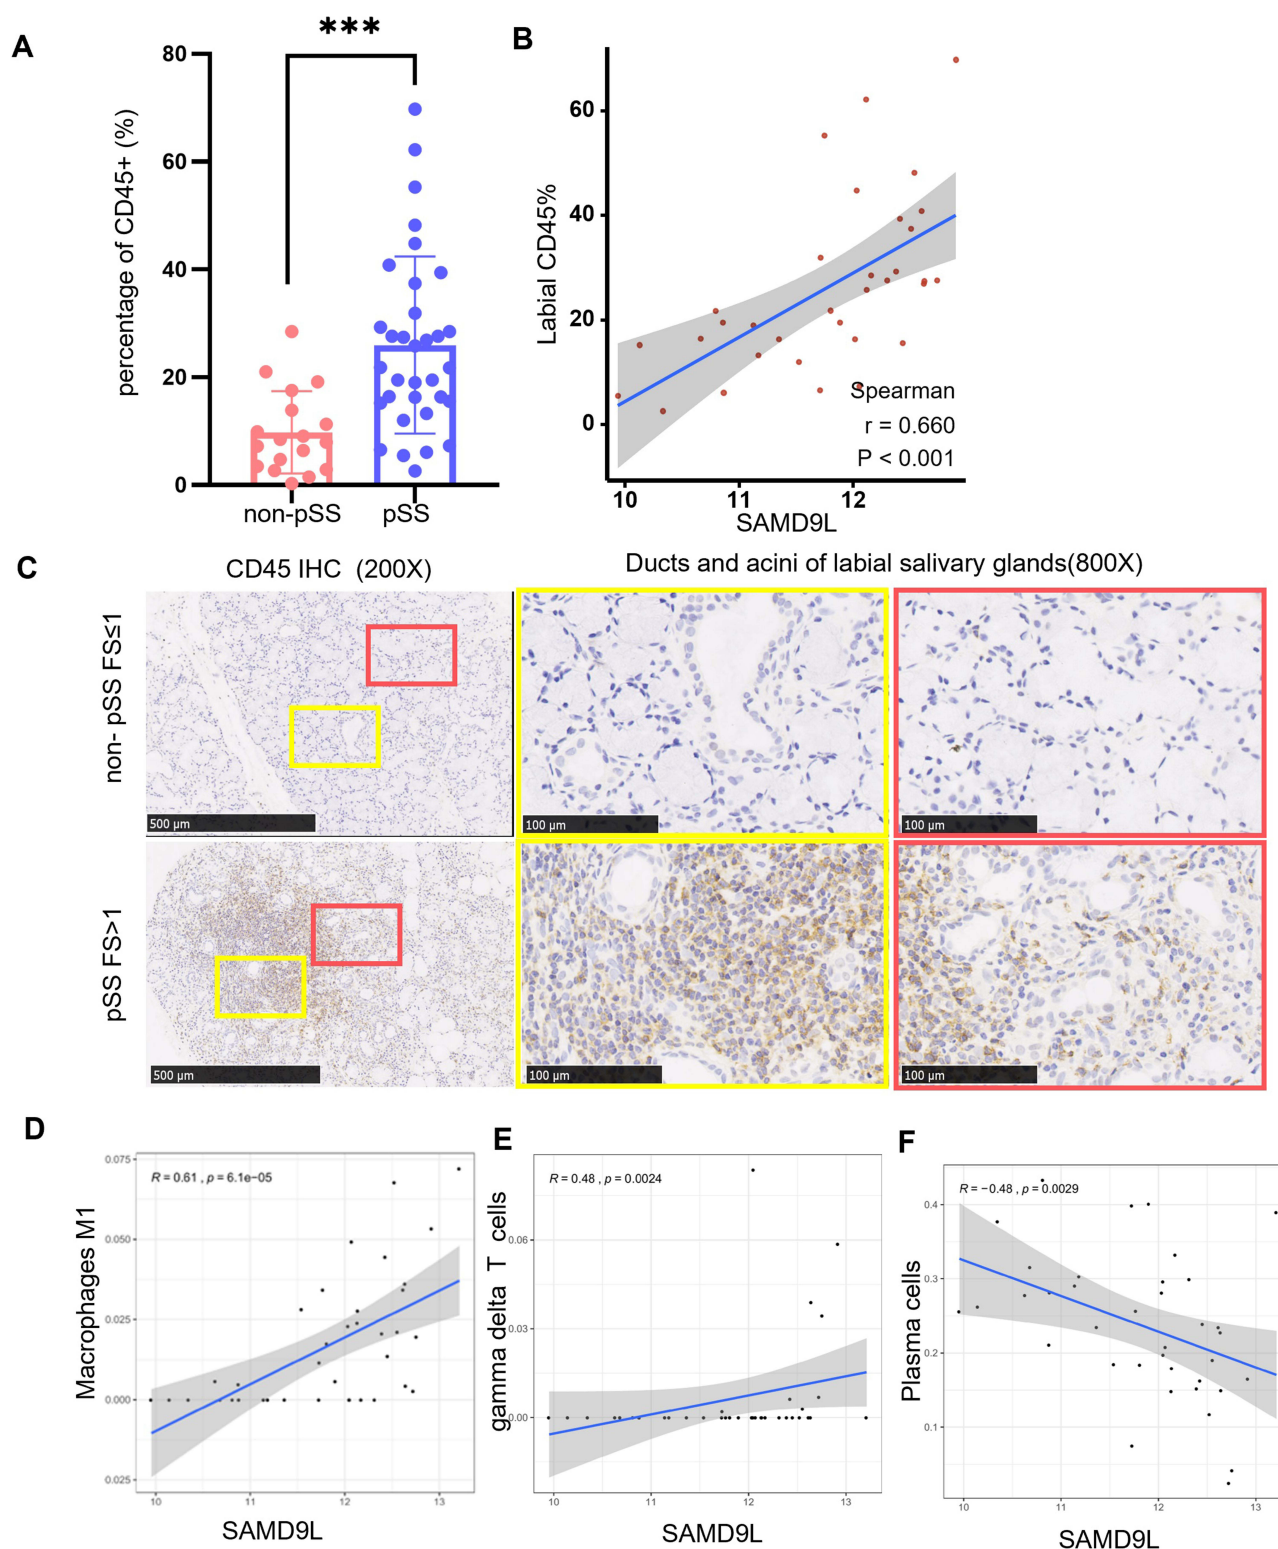 A
***
percentage of CD45+ (%)
80
60
40
20
0
non-pSS
pSS
B
Labial CD45%
60
40
20
0
Spearman
r = 0.660
P < 0.001
10
11
12
SAMD9L
C
CD45 IHC (200X)
Ducts and acini of labial salivary glands(800X)
non- pSS FS≤1
500 µm
100 µm
100 µm
pSS FS>1
500 µm
100 µm
100 µm
D
Macrophages M1
R = 0.61 , p = 6.1e−05
0.075
0.050
0.025
0.000
0.025
10
11
12
13
SAMD9L
E
gamma delta T cells
R = 0.48 , p = 0.0024
0.06
0.03
0.00
10
11
12
13
SAMD9L
F
Plasma cells
R = −0.48 , p = 0.0029
0.4
0.3
0.2
0.1
10
11
12
13
SAMD9L